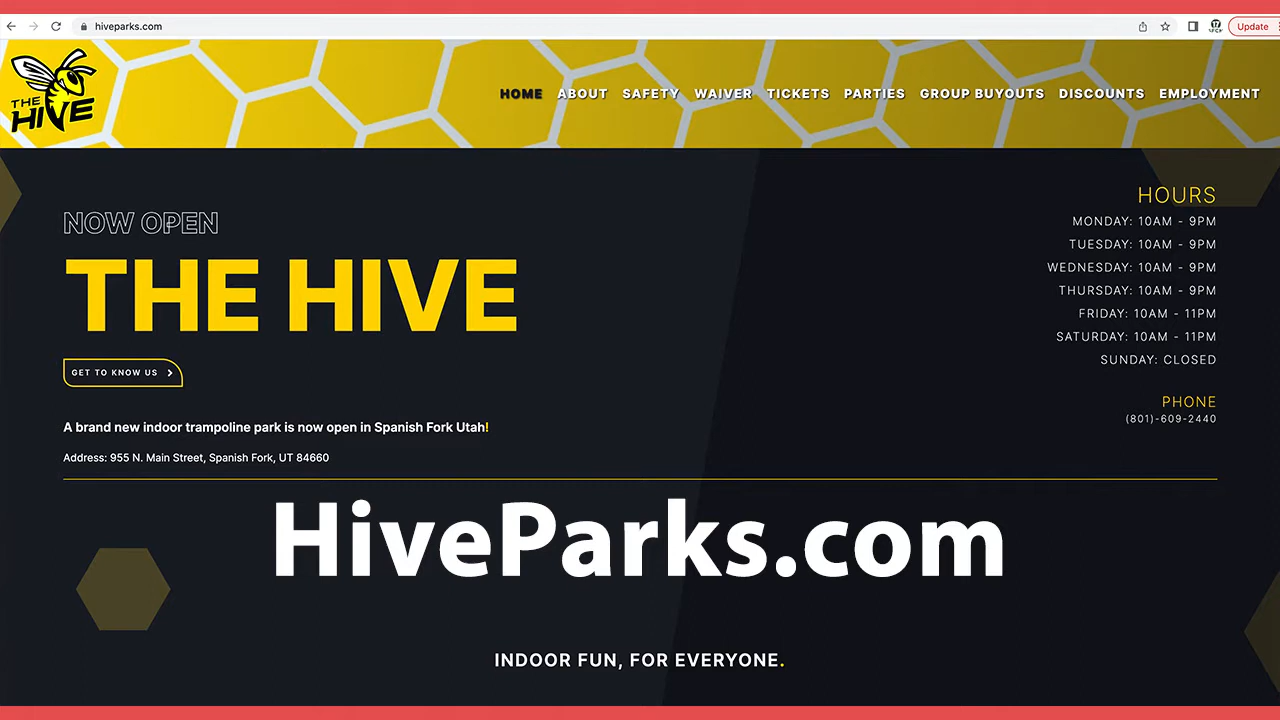 hiveparks.com
Update
THE
HIVE
HOME ABOUT SAFETY WAIVER TICKETS PARTIES GROUP BUYOUTS DISCOUNTS EMPLOYMENT
NOW OPEN
THE HIVE
GET TO KNOW US
A brand new indoor trampoline park is now open in Spanish Fork Utah!
Address: 955 N. Main Street, Spanish Fork, UT 84660
HOURS
MONDAY: 10AM - 9PM
TUESDAY: 10AM - 9PM
WEDNESDAY: 10AM - 9PM
THURSDAY: 10AM - 9PM
FRIDAY: 10AM - 11PM
SATURDAY: 10AM - 11PM
SUNDAY: CLOSED
PHONE
(801)-609-2440
HiveParks.com
INDOOR FUN, FOR EVERYONE.